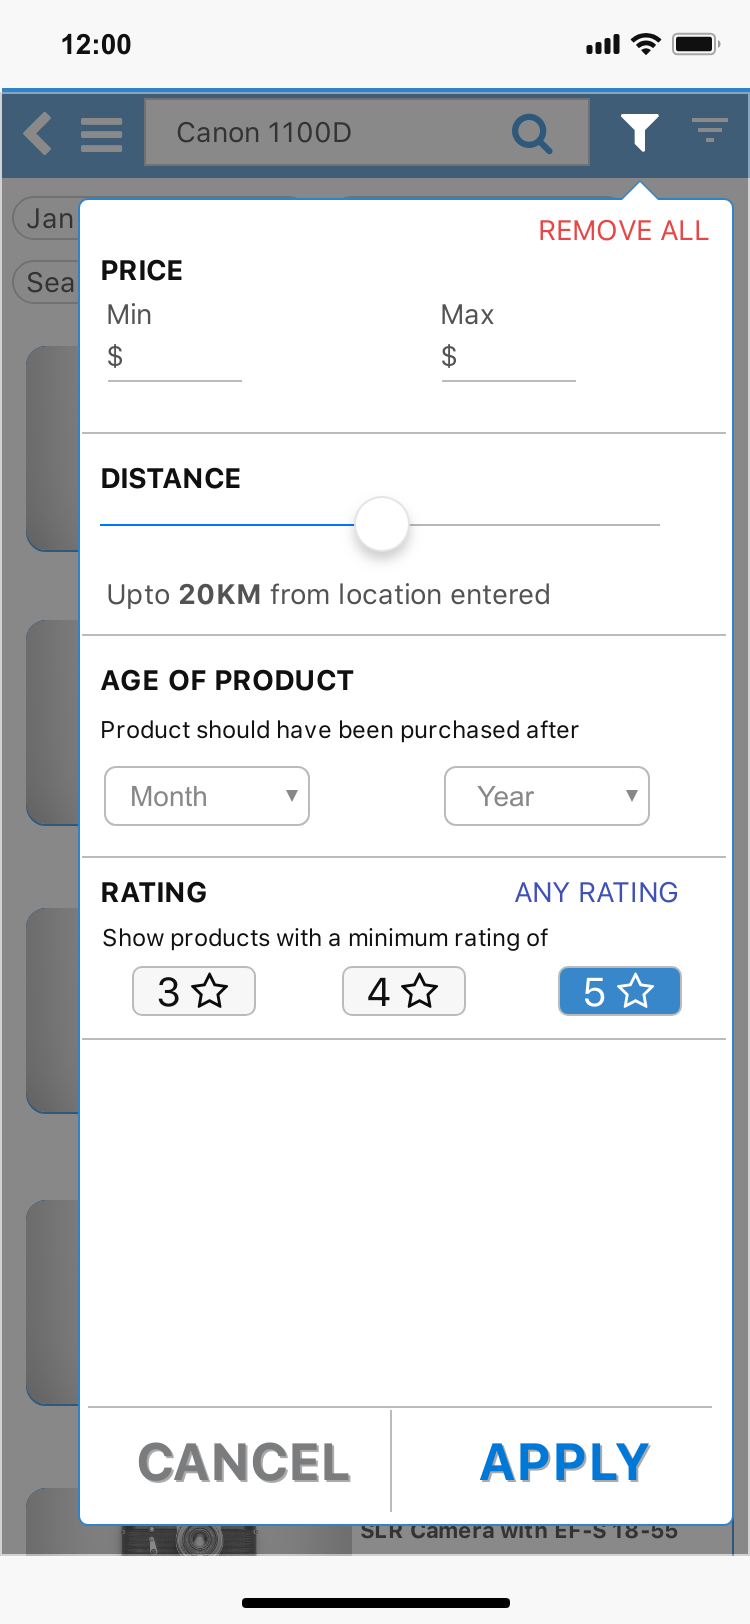 12:00
Canon 1100D
Jan
Sea
REMOVE ALL
PRICE
Min Max
$ $
DISTANCE
Upto 20KM from location entered
AGE OF PRODUCT
Product should have been purchased after
Month ▼ Year ▼
RATING ANY RATING
Show products with a minimum rating of
3 ☆ 4 ☆ 5 ☆
CANCEL APPLY
SLR Camera with EF-S 18-55